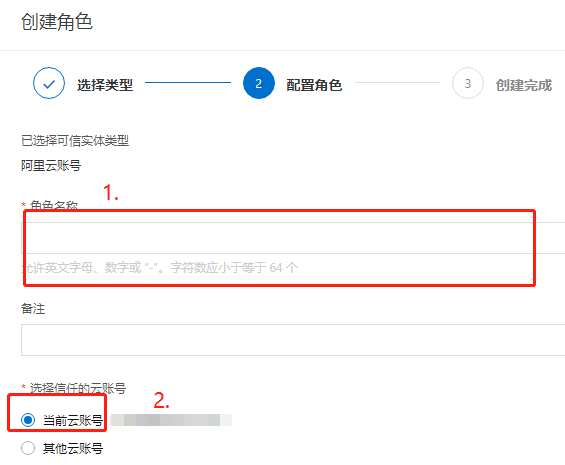 创建角色
选择类型
2 配置角色
3 创建完成
已选择可信实体类型
阿里云账号
1.
* 角色名称
允许英文字母、数字或 “-”。字符数应小于等于 64 个
备注
* 选择信任的云账号
2.
当前云账号
其他云账号